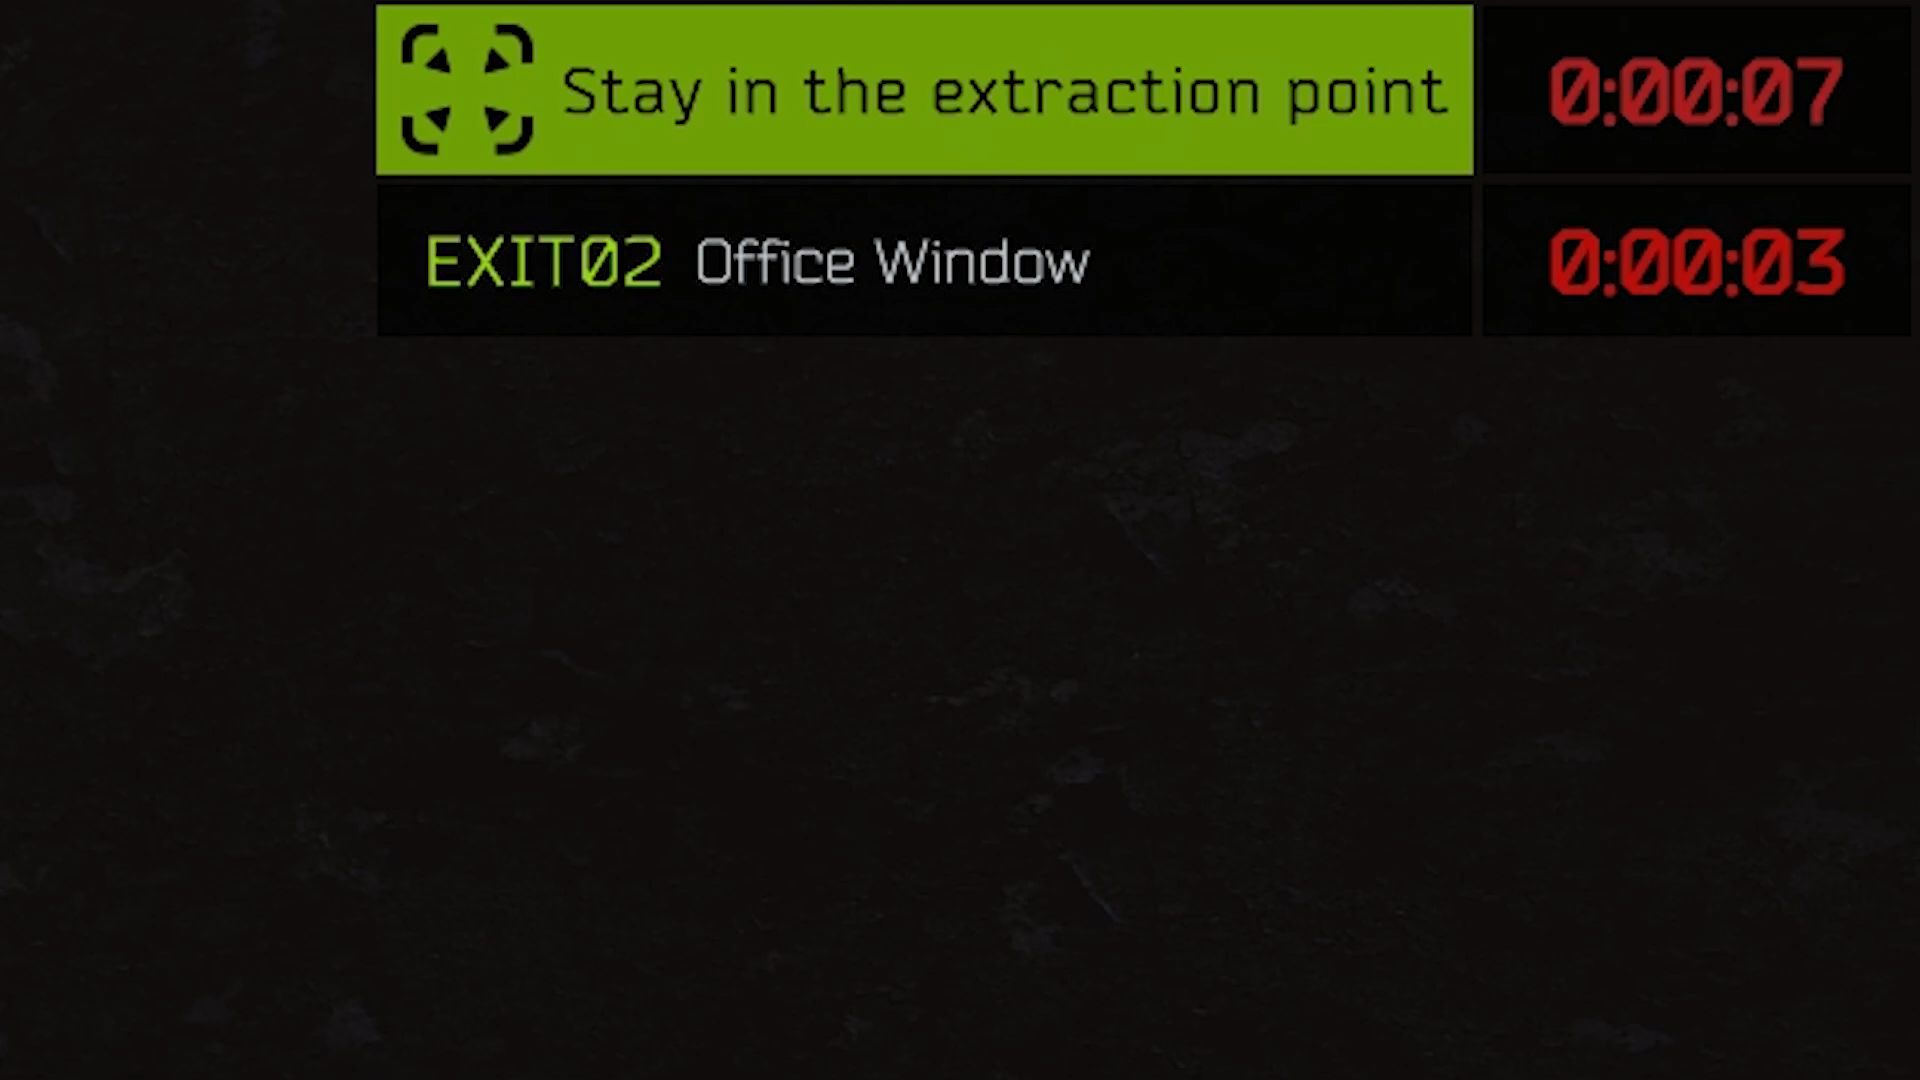 Stay in the extraction point 0:00:07
EXIT02 Office Window 0:00:03